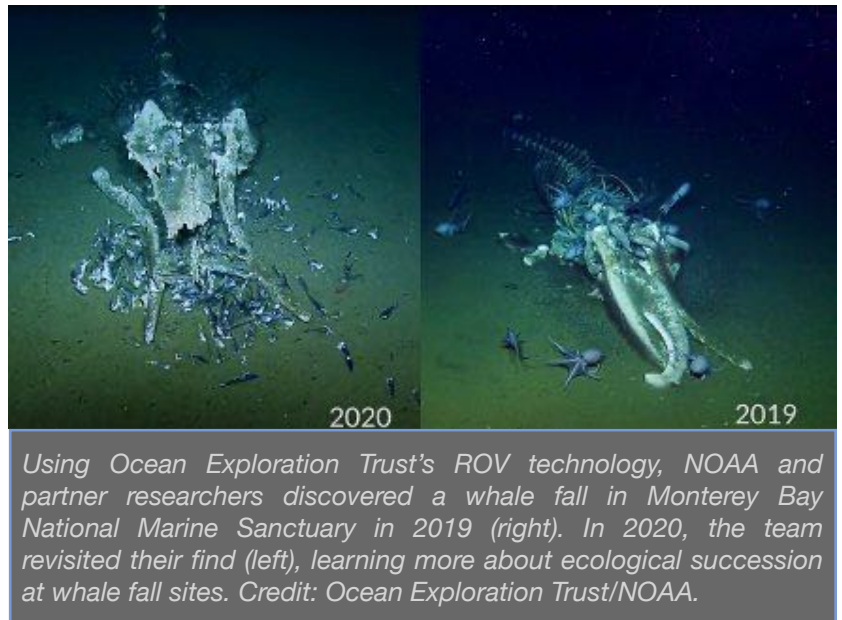 2020
2019
Using Ocean Exploration Trust's ROV technology, NOAA and
partner researchers discovered a whale fall in Monterey Bay
National Marine Sanctuary in 2019 (right). In 2020, the team
revisited their find (left), learning more about ecological succession
at whale fall sites. Credit: Ocean Exploration Trust/NOAA.